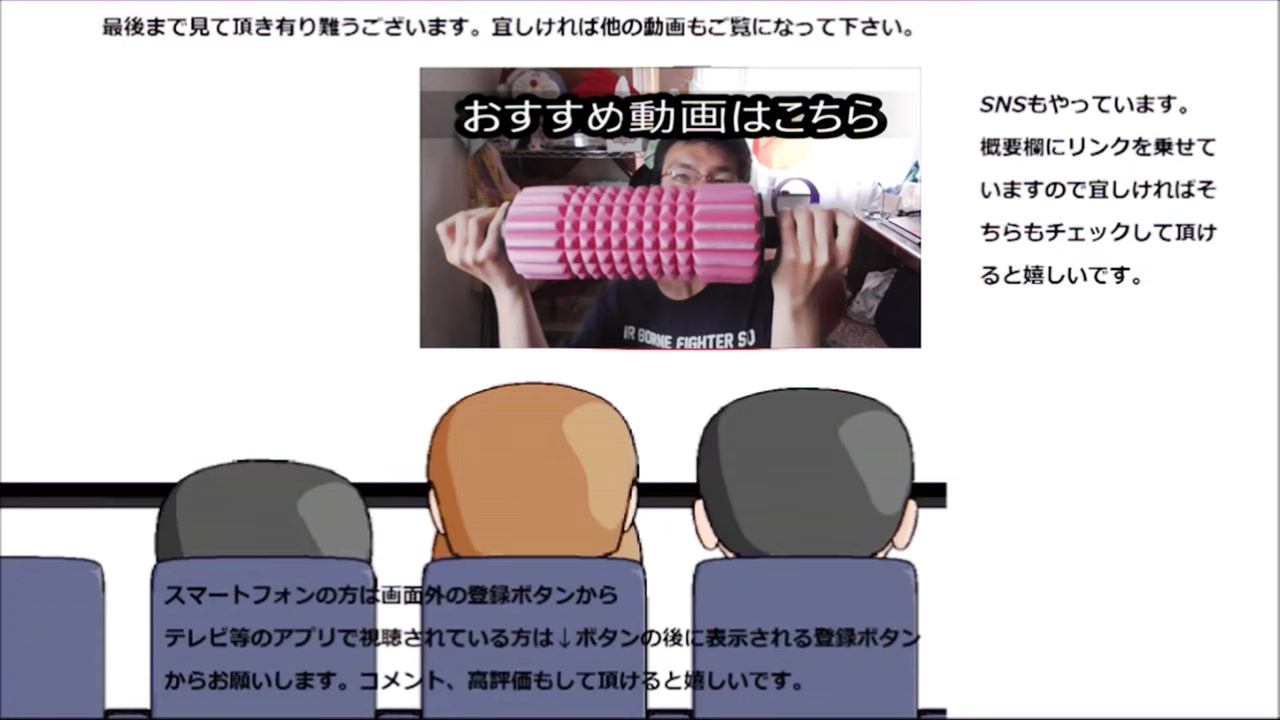 最後まで見て頂き有り難うございます。宜しければ他の動画もご覧になって下さい。
おすすめ動画はこちら
IR BORNE FIGHTER SQ
SNSもやっています。
概要欄にリンクを乗せて
いますので宜しければそ
ちらもチェックして頂け
ると嬉しいです。
スマートフォンの方は画面外の登録ボタンから
テレビ等のアプリで視聴されている方は↓ボタンの後に表示される登録ボタン
からお願いします。コメント、高評価もして頂けると嬉しいです。